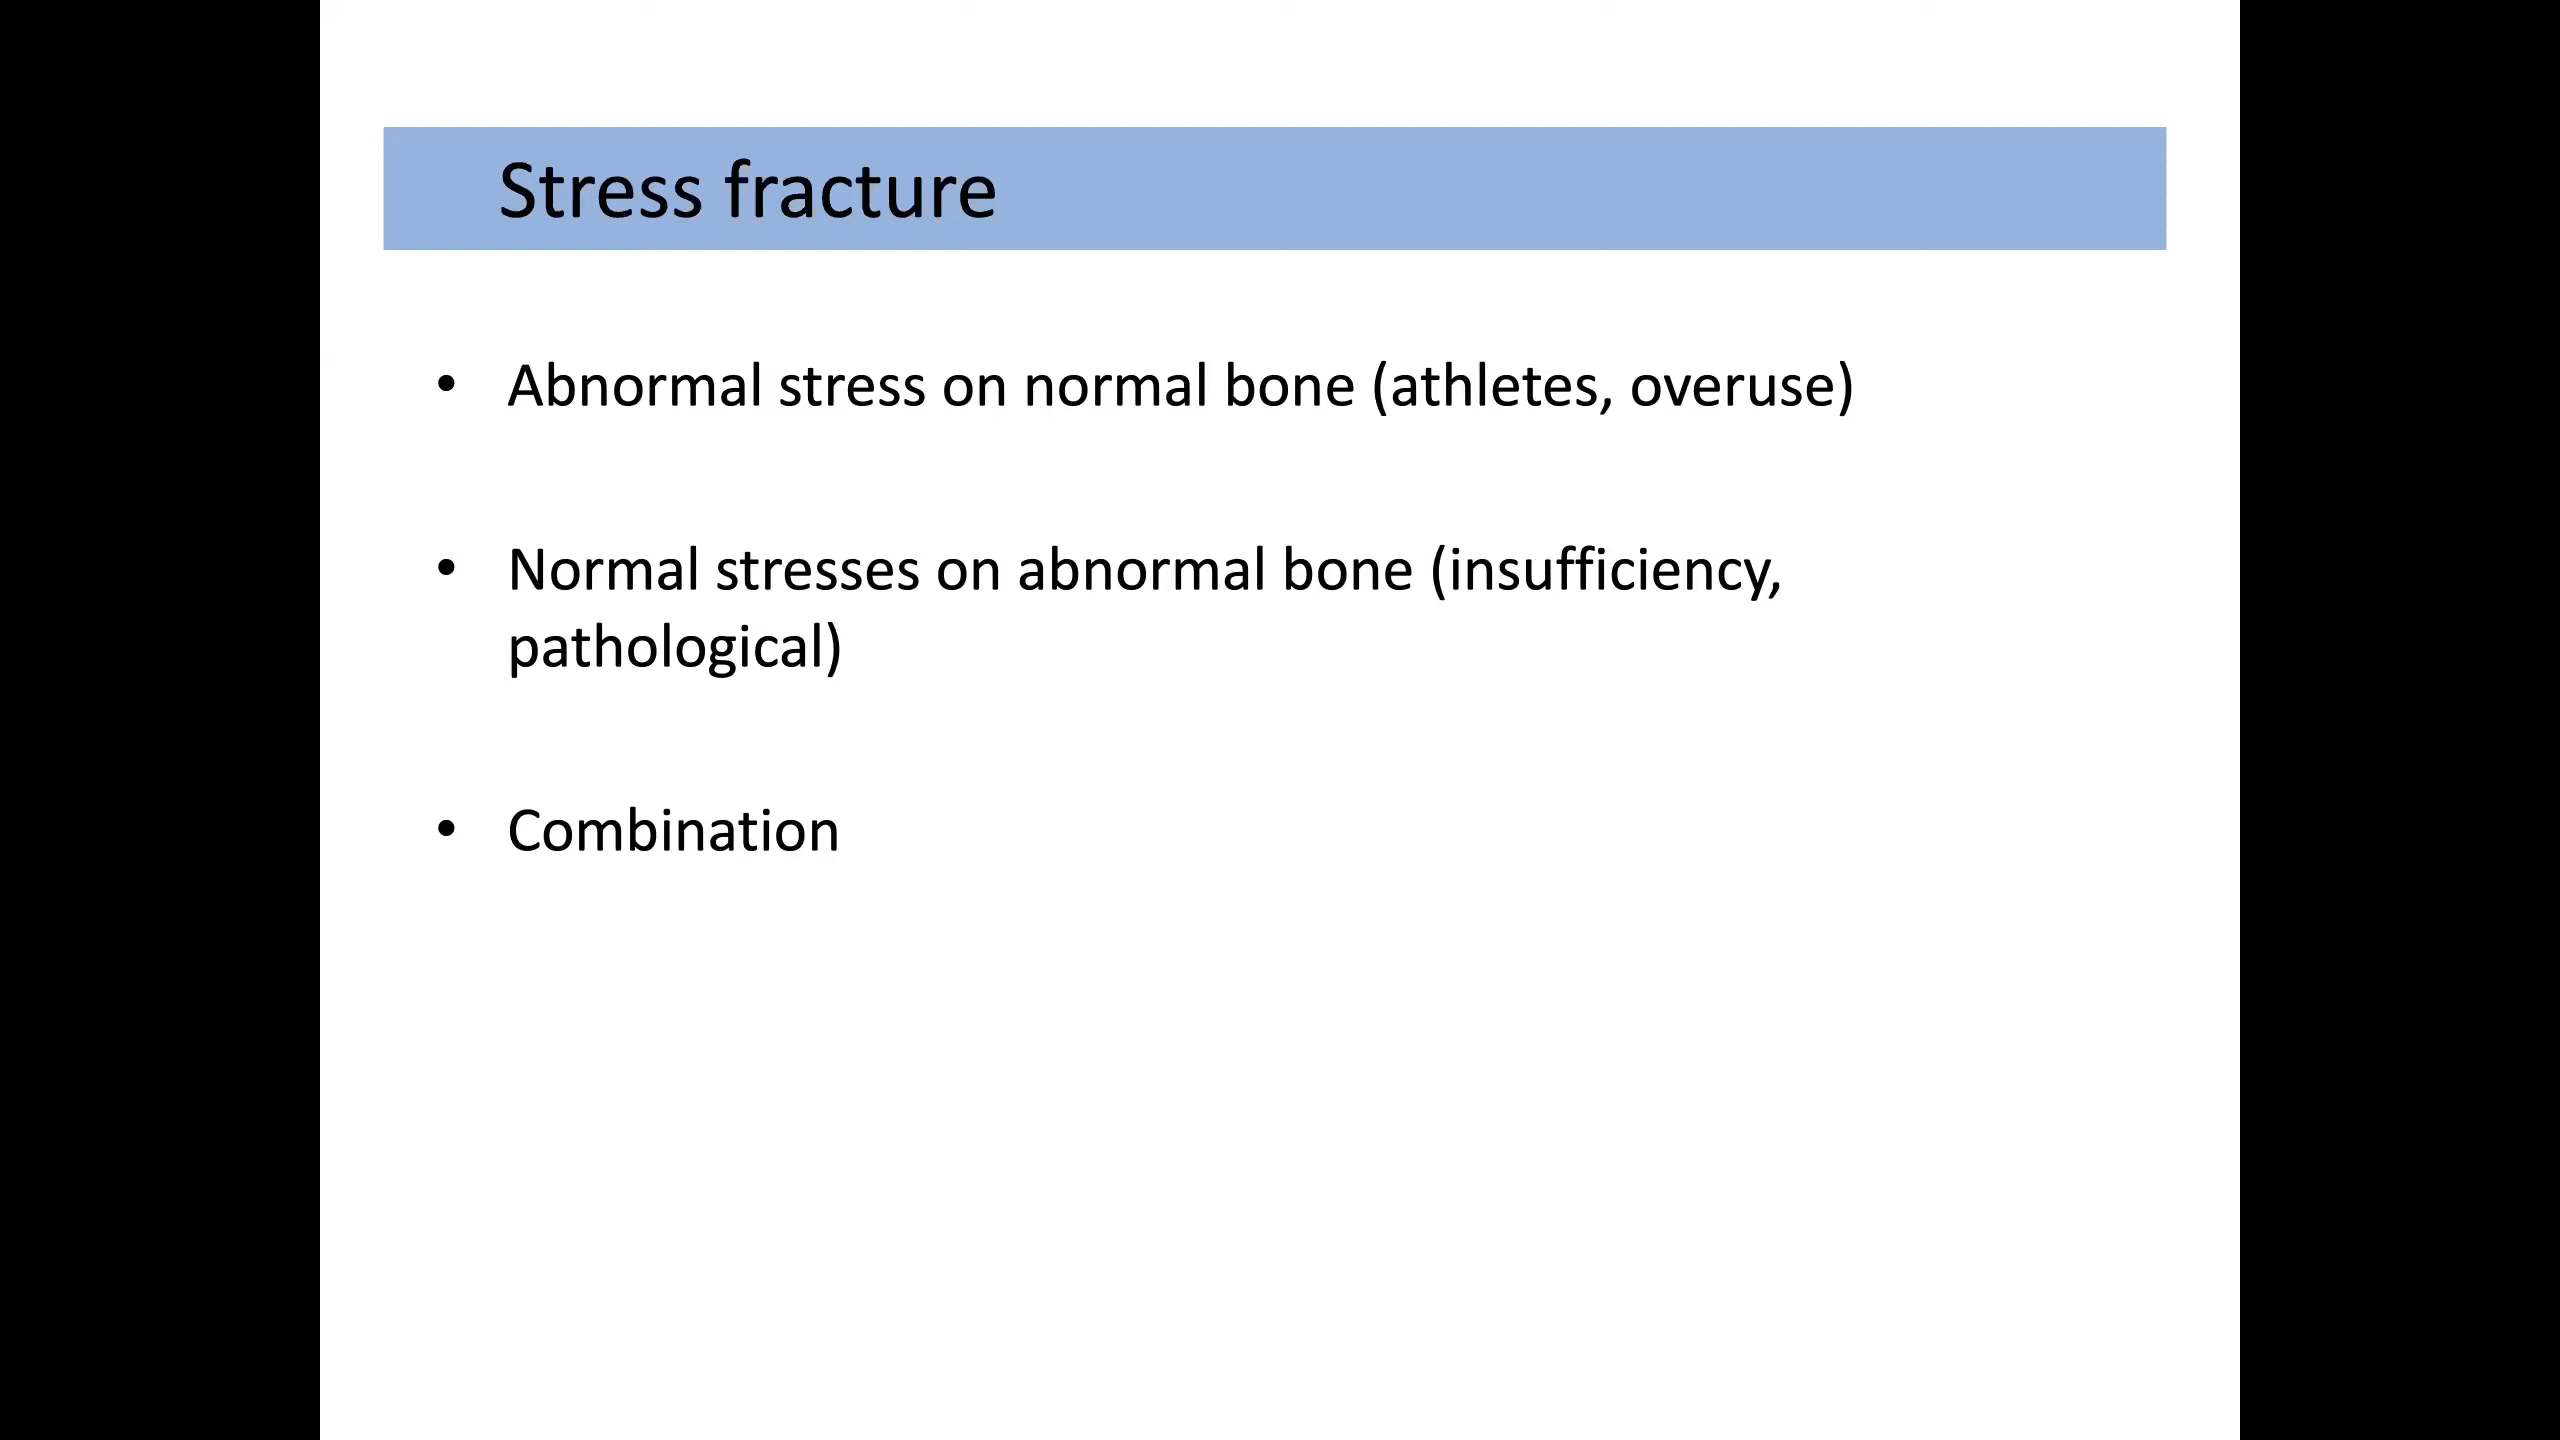 Stress fracture
• Abnormal stress on normal bone (athletes, overuse)
• Normal stresses on abnormal bone (insufficiency,
pathological)
• Combination